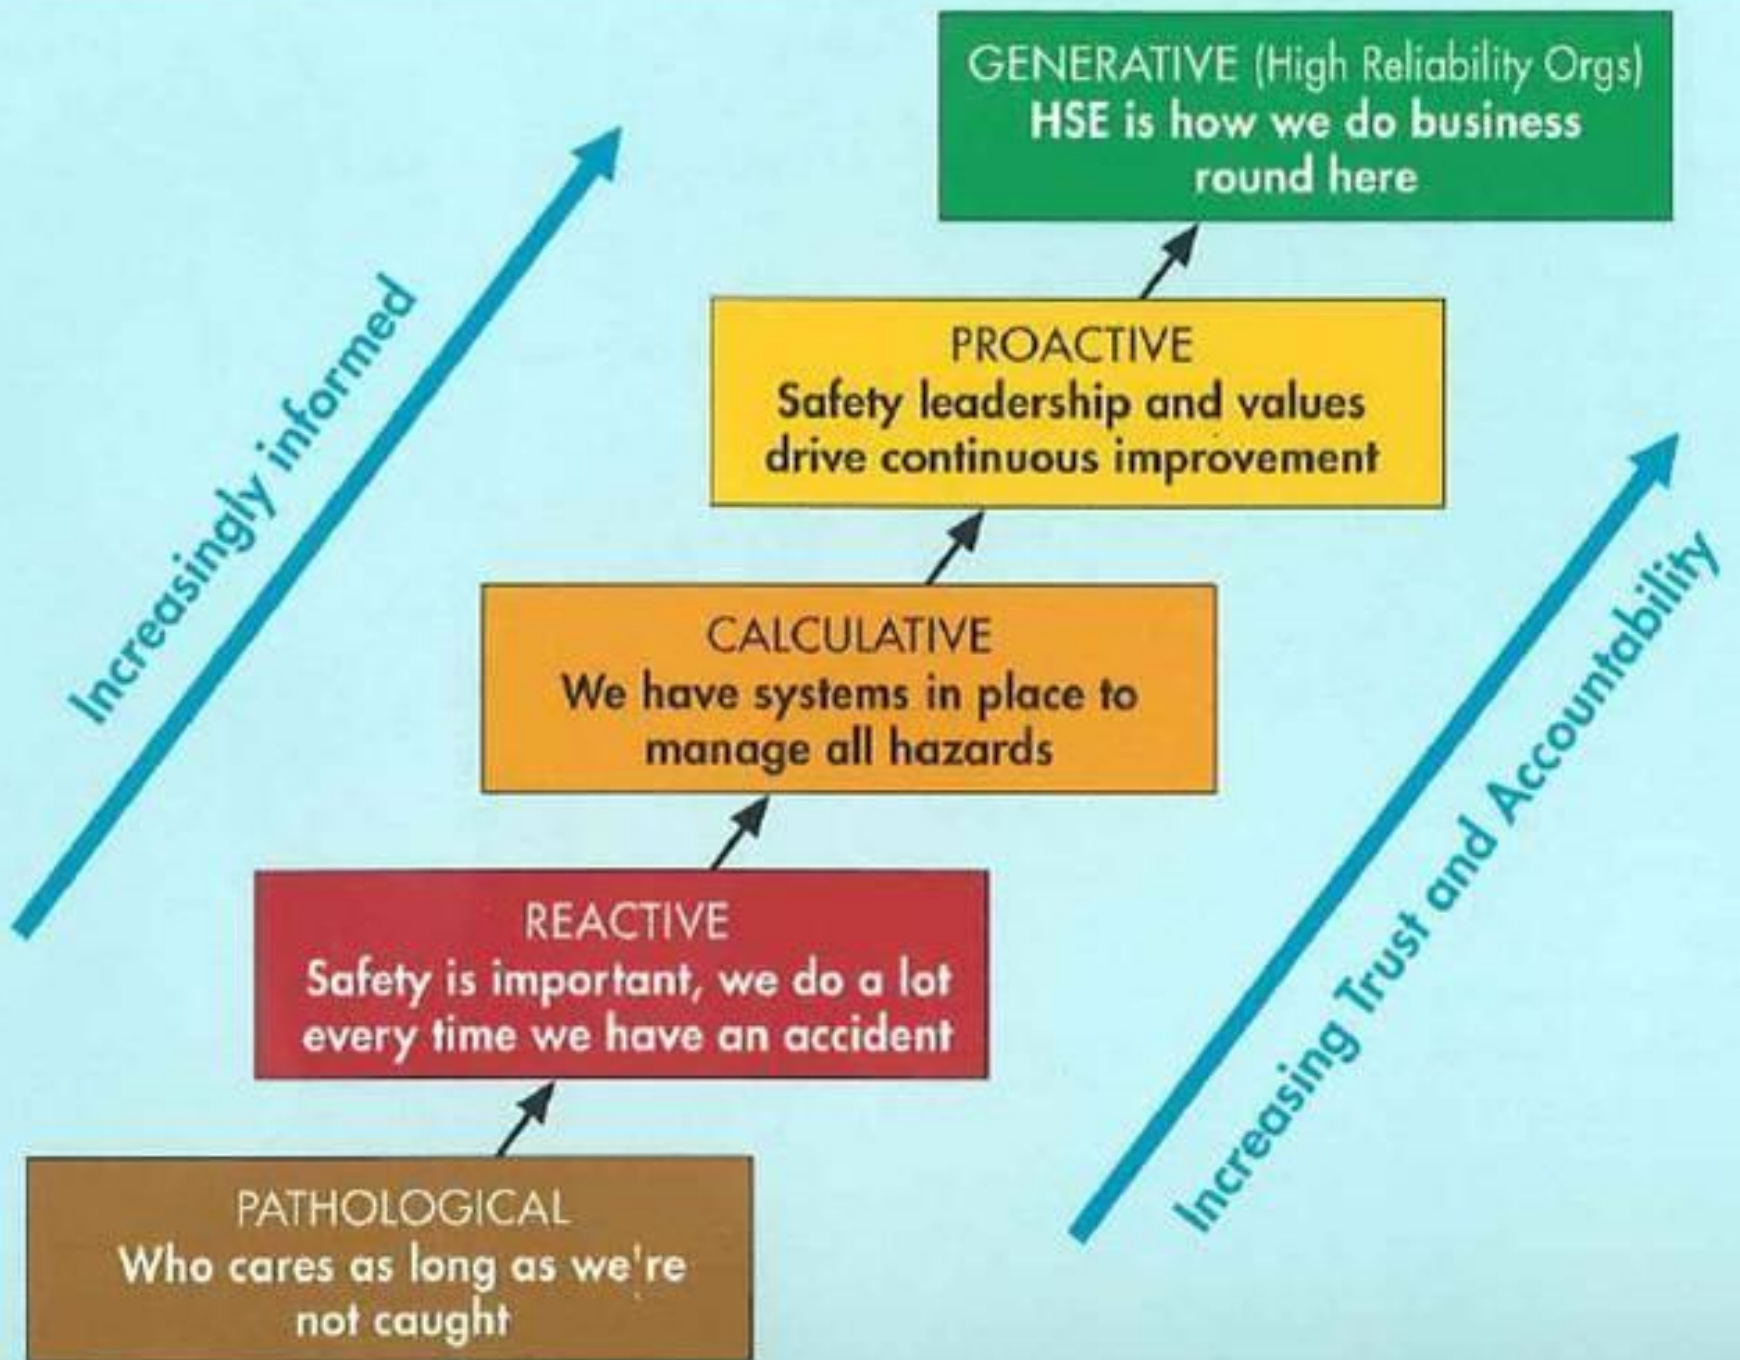 GENERATIVE (High Reliability Orgs)
HSE is how we do business
round here
Increasingly informed
PROACTIVE
Safety leadership and values
drive continuous improvement
CALCULATIVE
We have systems in place to
manage all hazards
Increasing Trust and Accountability
REACTIVE
Safety is important, we do a lot
every time we have an accident
PATHOLOGICAL
Who cares as long as we're
not caught